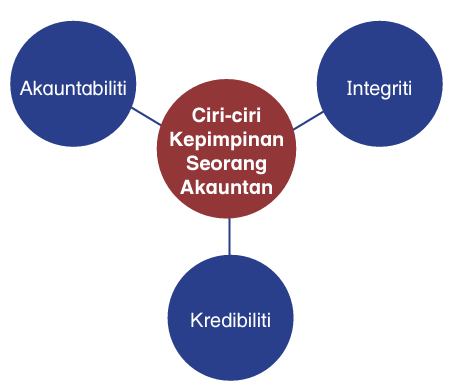 Akauntabiliti
Integriti
Ciri-ciri
Kepimpinan
Seorang
Akauntan
Kredibiliti